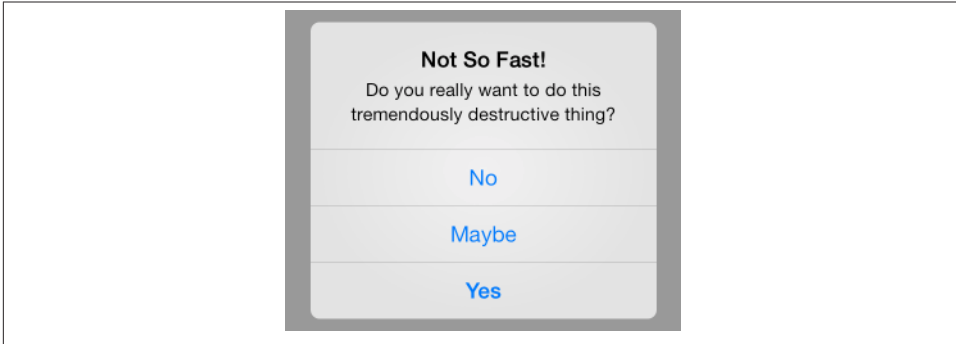 Not So Fast!
Do you really want to do this
tremendously destructive thing?
No
Maybe
Yes